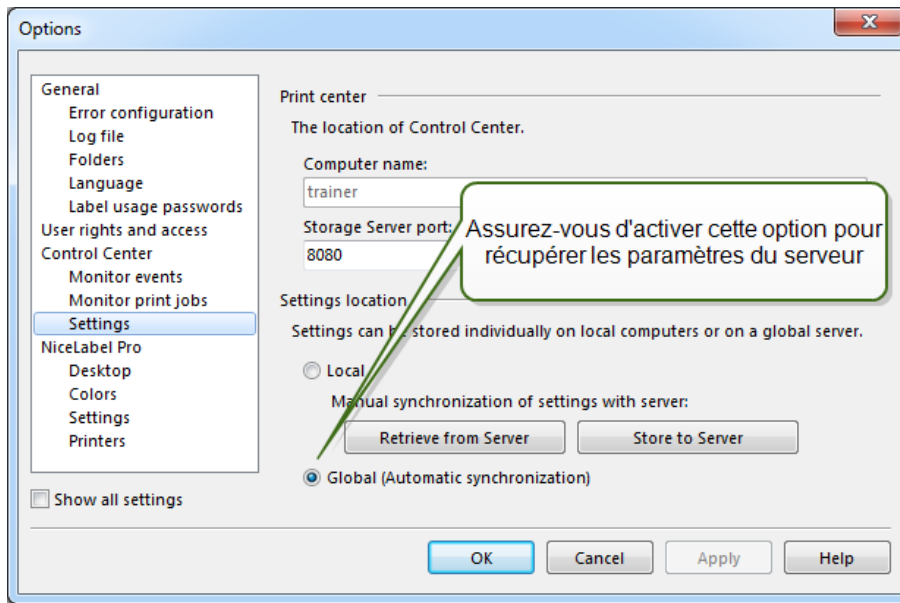 Options
General
Error configuration
Log file
Folders
Language
Label usage passwords
User rights and access
Control Center
Monitor events
Monitor print jobs
Settings
NiceLabel Pro
Desktop
Colors
Settings
Printers
Show all settings
Print center
The location of Control Center.
Computer name:
trainer
Storage Server port:
8080
Assurez-vous d'activer cette option pour
récupérer les paramètres du serveur
Settings location
Settings can be stored individually on local computers or on a global server.
Local
Manual synchronization of settings with server:
Retrieve from Server
Store to Server
Global (Automatic synchronization)
OK
Cancel
Apply
Help